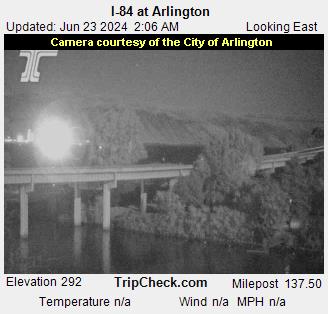 I-84 at Arlington
Updated: Jun 23 2024 2:06 AM Looking East
Camera courtesy of the City of Arlington
Elevation 292 TripCheck.com Milepost 137.50
Temperature n/a Wind n/a MPH n/a